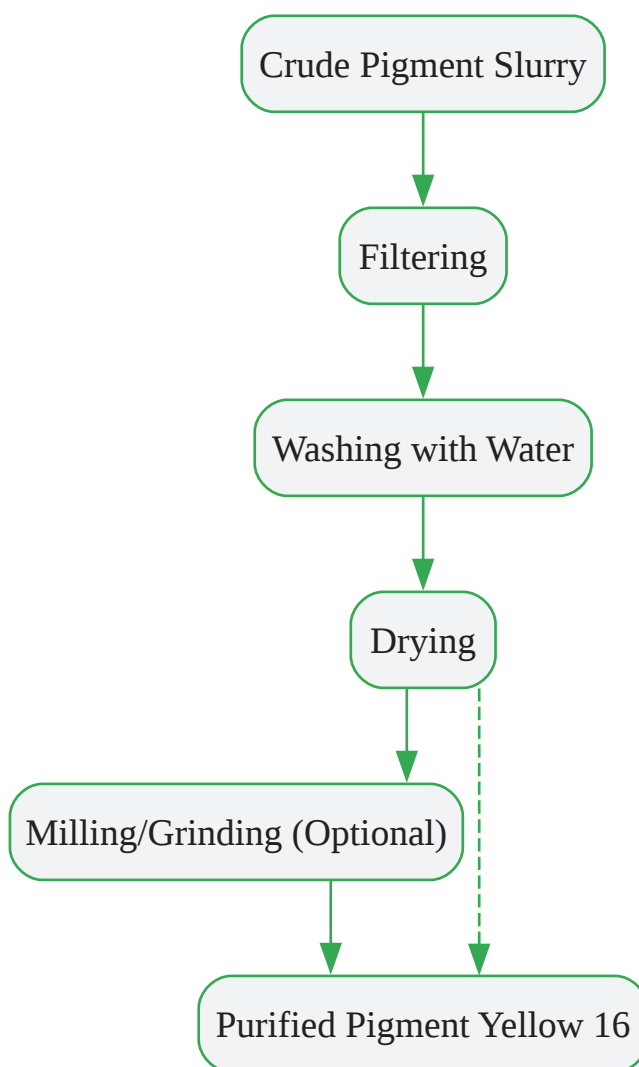 Crude Pigment Slurry
Filtering
Washing with Water
Drying
Milling/Grinding (Optional)
Purified Pigment Yellow 16